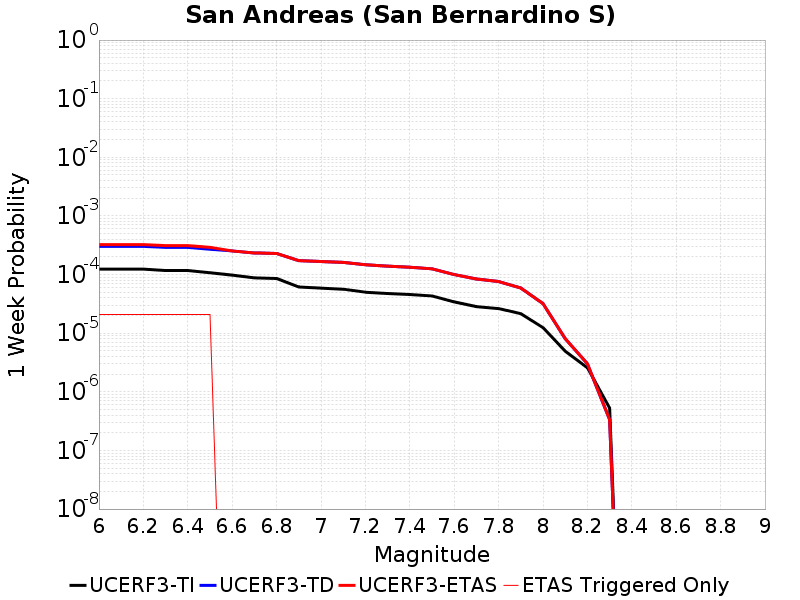 San Andreas (San Bernardino S)
1 Week Probability
10^0
10^-1
10^-2
10^-3
10^-4
10^-5
10^-6
10^-7
10^-8
6 6.2 6.4 6.6 6.8 7 7.2 7.4 7.6 7.8 8 8.2 8.4 8.6 8.8 9
Magnitude
UCERF3-TI UCERF3-TD UCERF3-ETAS ETAS Triggered Only